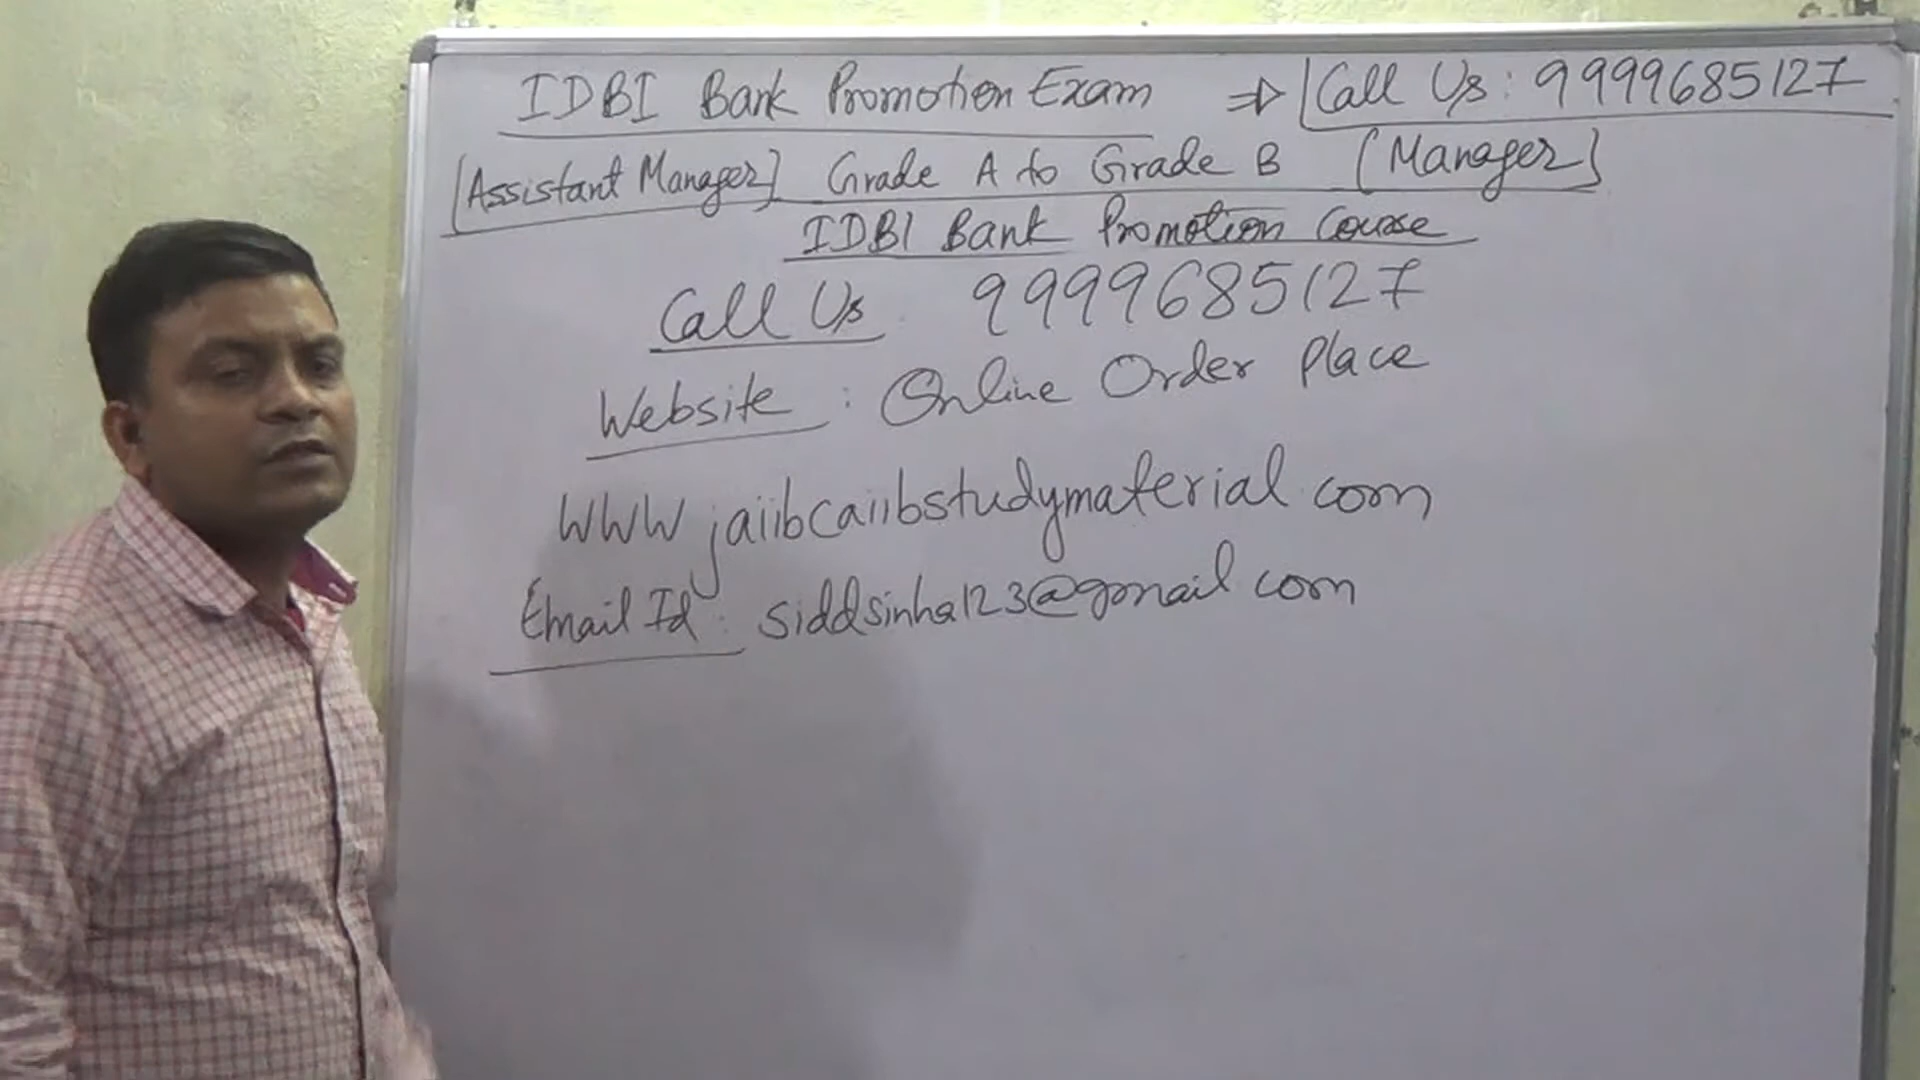 IDBI Bank Promotion Exam ⇒ Call Us: 9999685127
[Assistant Manager] Grade A to Grade B [Manager]
IDBI Bank Promotion Course
Call Us 9999685127
Website: Online Order Place
www jaiibcaiibstudymaterial com
Email Id: siddsinha123@gmail com